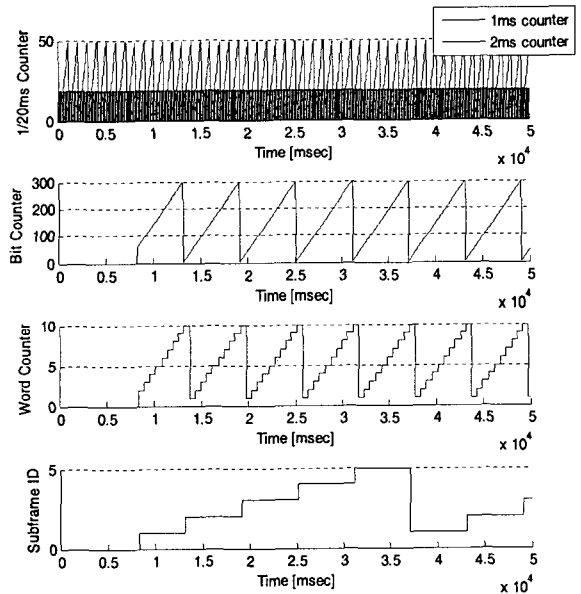 1ms counter
2ms counter
1/20ms Counter
50
0
0 0.5 1 1.5 2 2.5 3 3.5 4 4.5 5
Time [msec]
x 10^4
Bit Counter
300
200
100
0
0 0.5 1 1.5 2 2.5 3 3.5 4 4.5 5
Time [msec]
x 10^4
Word Counter
10
5
0
0 0.5 1 1.5 2 2.5 3 3.5 4 4.5 5
Time [msec]
x 10^4
Subframe ID
5
0
0 0.5 1 1.5 2 2.5 3 3.5 4 4.5 5
Time [msec]
x 10^4